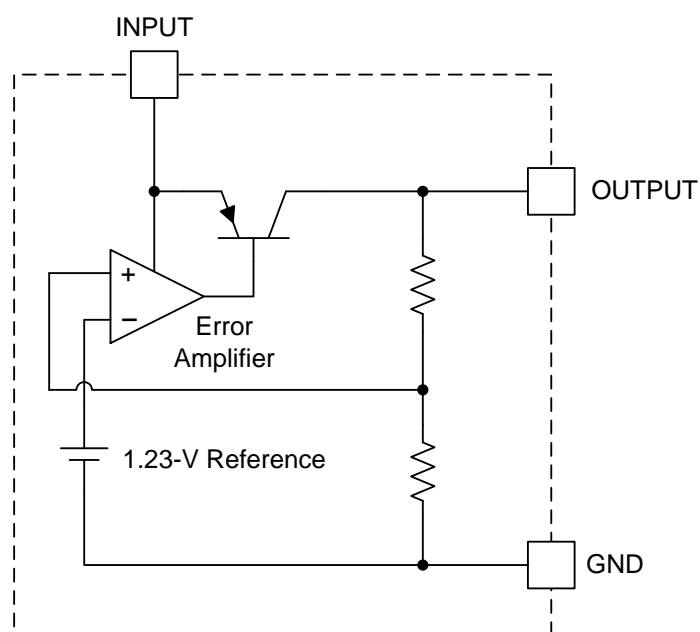 INPUT
OUTPUT
+
−
Error
Amplifier
1.23-V Reference
GND